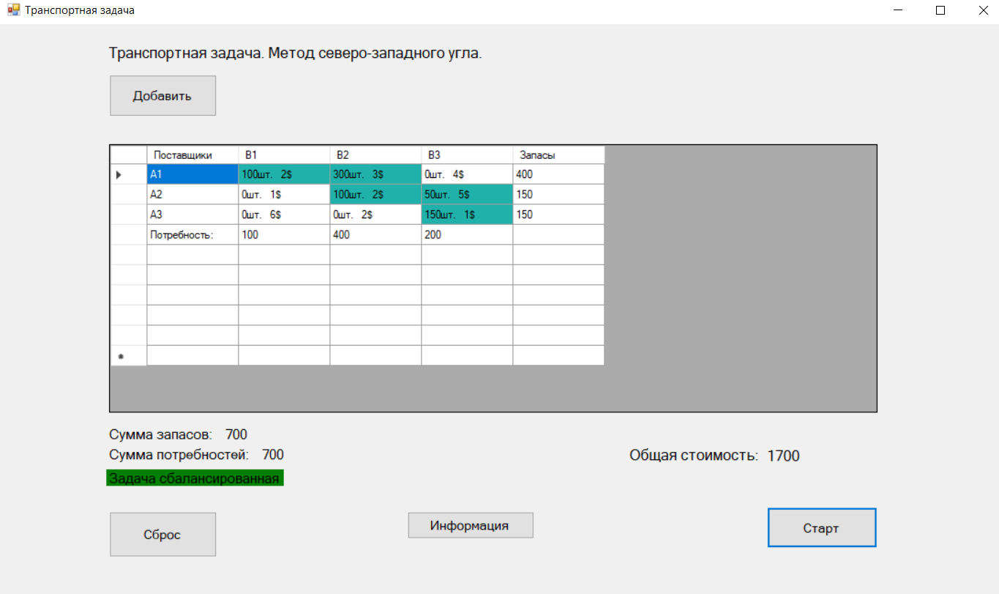 Транспортная задача
Транспортная задача. Метод северо-западного угла.
Добавить
Поставщики B1 B2 B3 Запасы
A1 100шт. 2$ 300шт. 3$ 0шт. 4$ 400
A2 0шт. 1$ 100шт. 2$ 50шт. 5$ 150
A3 0шт. 6$ 0шт. 2$ 150шт. 1$ 150
Потребность: 100 400 200
Сумма запасов: 700
Сумма потребностей: 700
Общая стоимость: 1700
Задача сбалансированная
Сброс
Информация
Старт